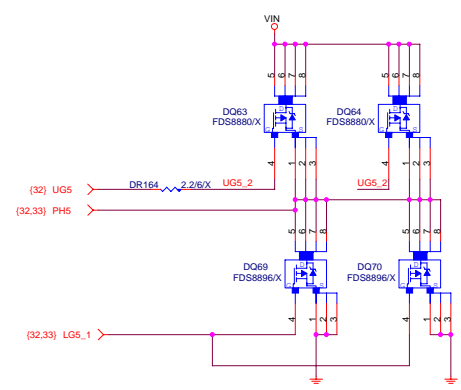 VIN
5 6 7 8 5 6 7 8
DQ63 DQ64
FDS8880/X FDS8880/X
D D
G S G S
4 1 2 3 4 1 2 3
{32} UG5 DR164 2.2/6/X UG5_2 UG5_2
{32,33} PH5
5 6 7 8 5 6 7 8
DQ69 DQ70
FDS8896/X FDS8896/X
D D
G S G S
4 1 2 3 4 1 2 3
{32,33} LG5_1